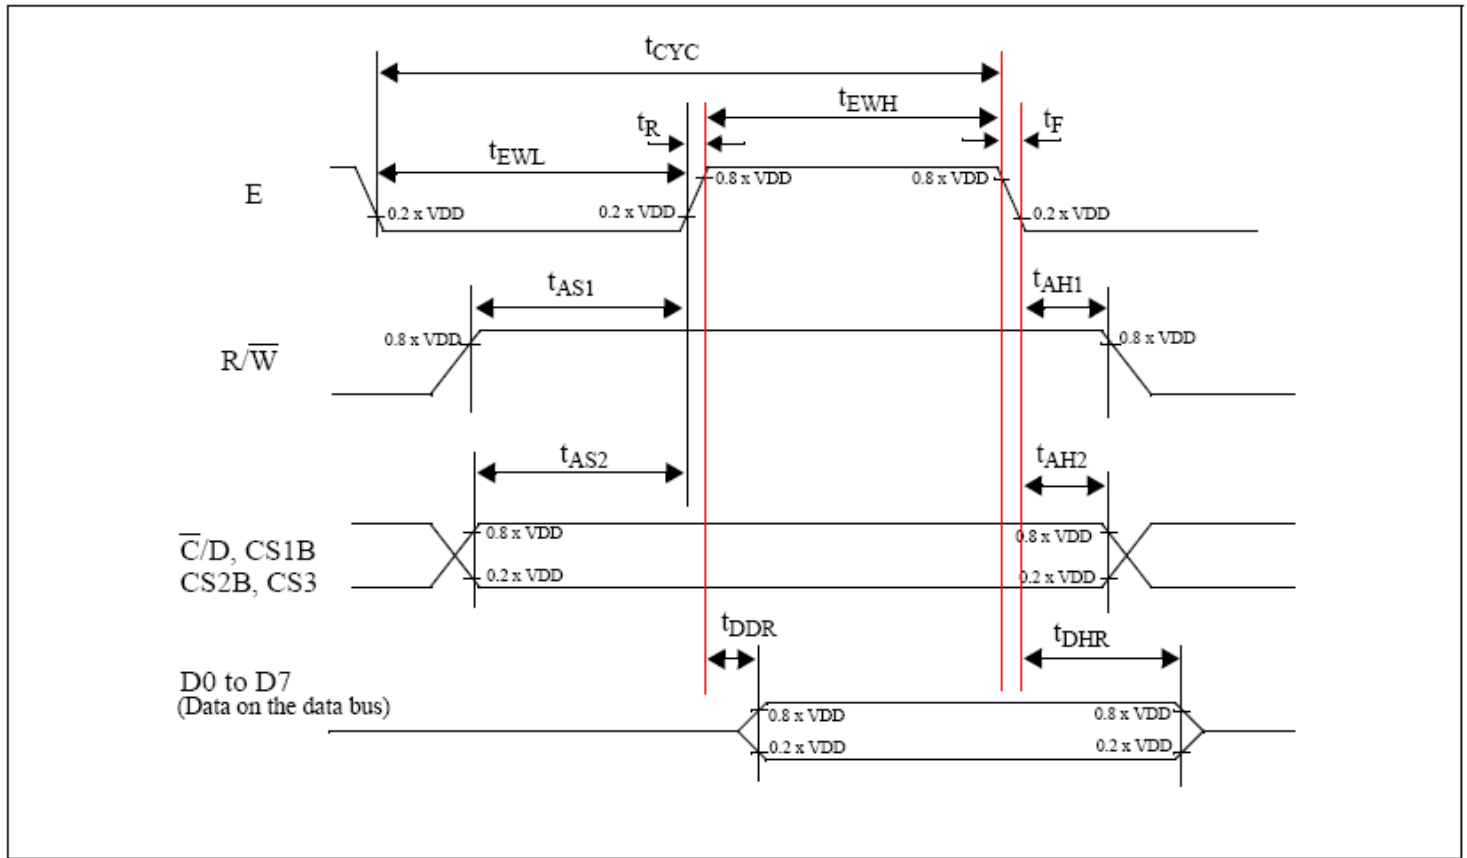 tCYC
tEWH
tR
tF
tEWL
E
0.8 x VDD
0.8 x VDD
0.2 x VDD
0.2 x VDD
0.2 x VDD
tAS1
tAH1
0.8 x VDD
0.8 x VDD
R/W̅
tAS2
tAH2
0.8 x VDD
0.8 x VDD
C̅/D, CS1B
CS2B, CS3
0.2 x VDD
0.2 x VDD
tDDR
tDHR
D0 to D7
(Data on the data bus)
0.8 x VDD
0.8 x VDD
0.2 x VDD
0.2 x VDD